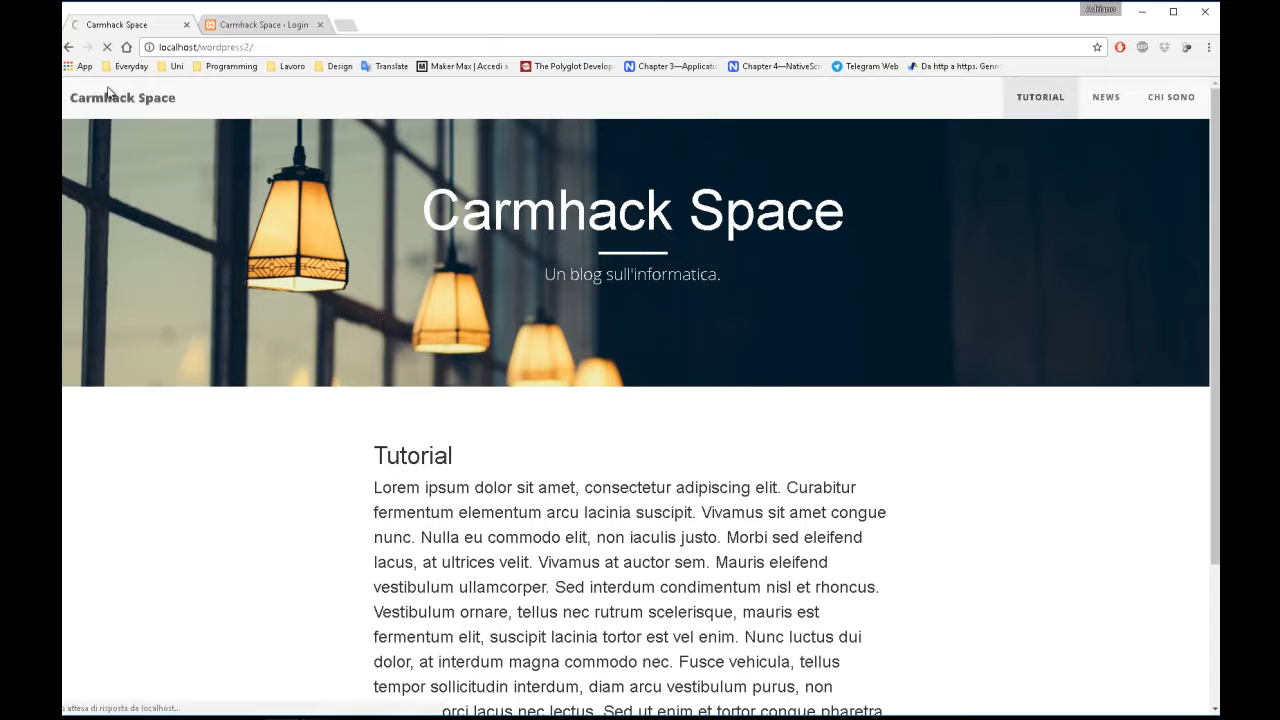 Adriano
Carmhack Space
Carmhack Space ‹ Login
localhost/wordpress2/
App Everyday Uni Programming Lavoro Design Translate Maker Max | Accedi a The Polyglot Develop Chapter 3—Applicatio Chapter 4—NativeScr Telegram Web Da http a https. Genn
Carmhack Space
TUTORIAL NEWS CHI SONO
Carmhack Space
Un blog sull'informatica.
Tutorial
Lorem ipsum dolor sit amet, consectetur adipiscing elit. Curabitur
fermentum elementum arcu lacinia suscipit. Vivamus sit amet congue
nunc. Nulla eu commodo elit, non iaculis justo. Morbi sed eleifend
lacus, at ultrices velit. Vivamus at auctor sem. Mauris eleifend
vestibulum ullamcorper. Sed interdum condimentum nisl et rhoncus.
Vestibulum ornare, tellus nec rutrum scelerisque, mauris est
fermentum elit, suscipit lacinia tortor est vel enim. Nunc luctus dui
dolor, at interdum magna commodo nec. Fusce vehicula, tellus
tempor sollicitudin interdum, diam arcu vestibulum purus, non
orci lacus nec lectus. Sed ut enim et tortor congue pharetra
attesa di risposta da localhost...